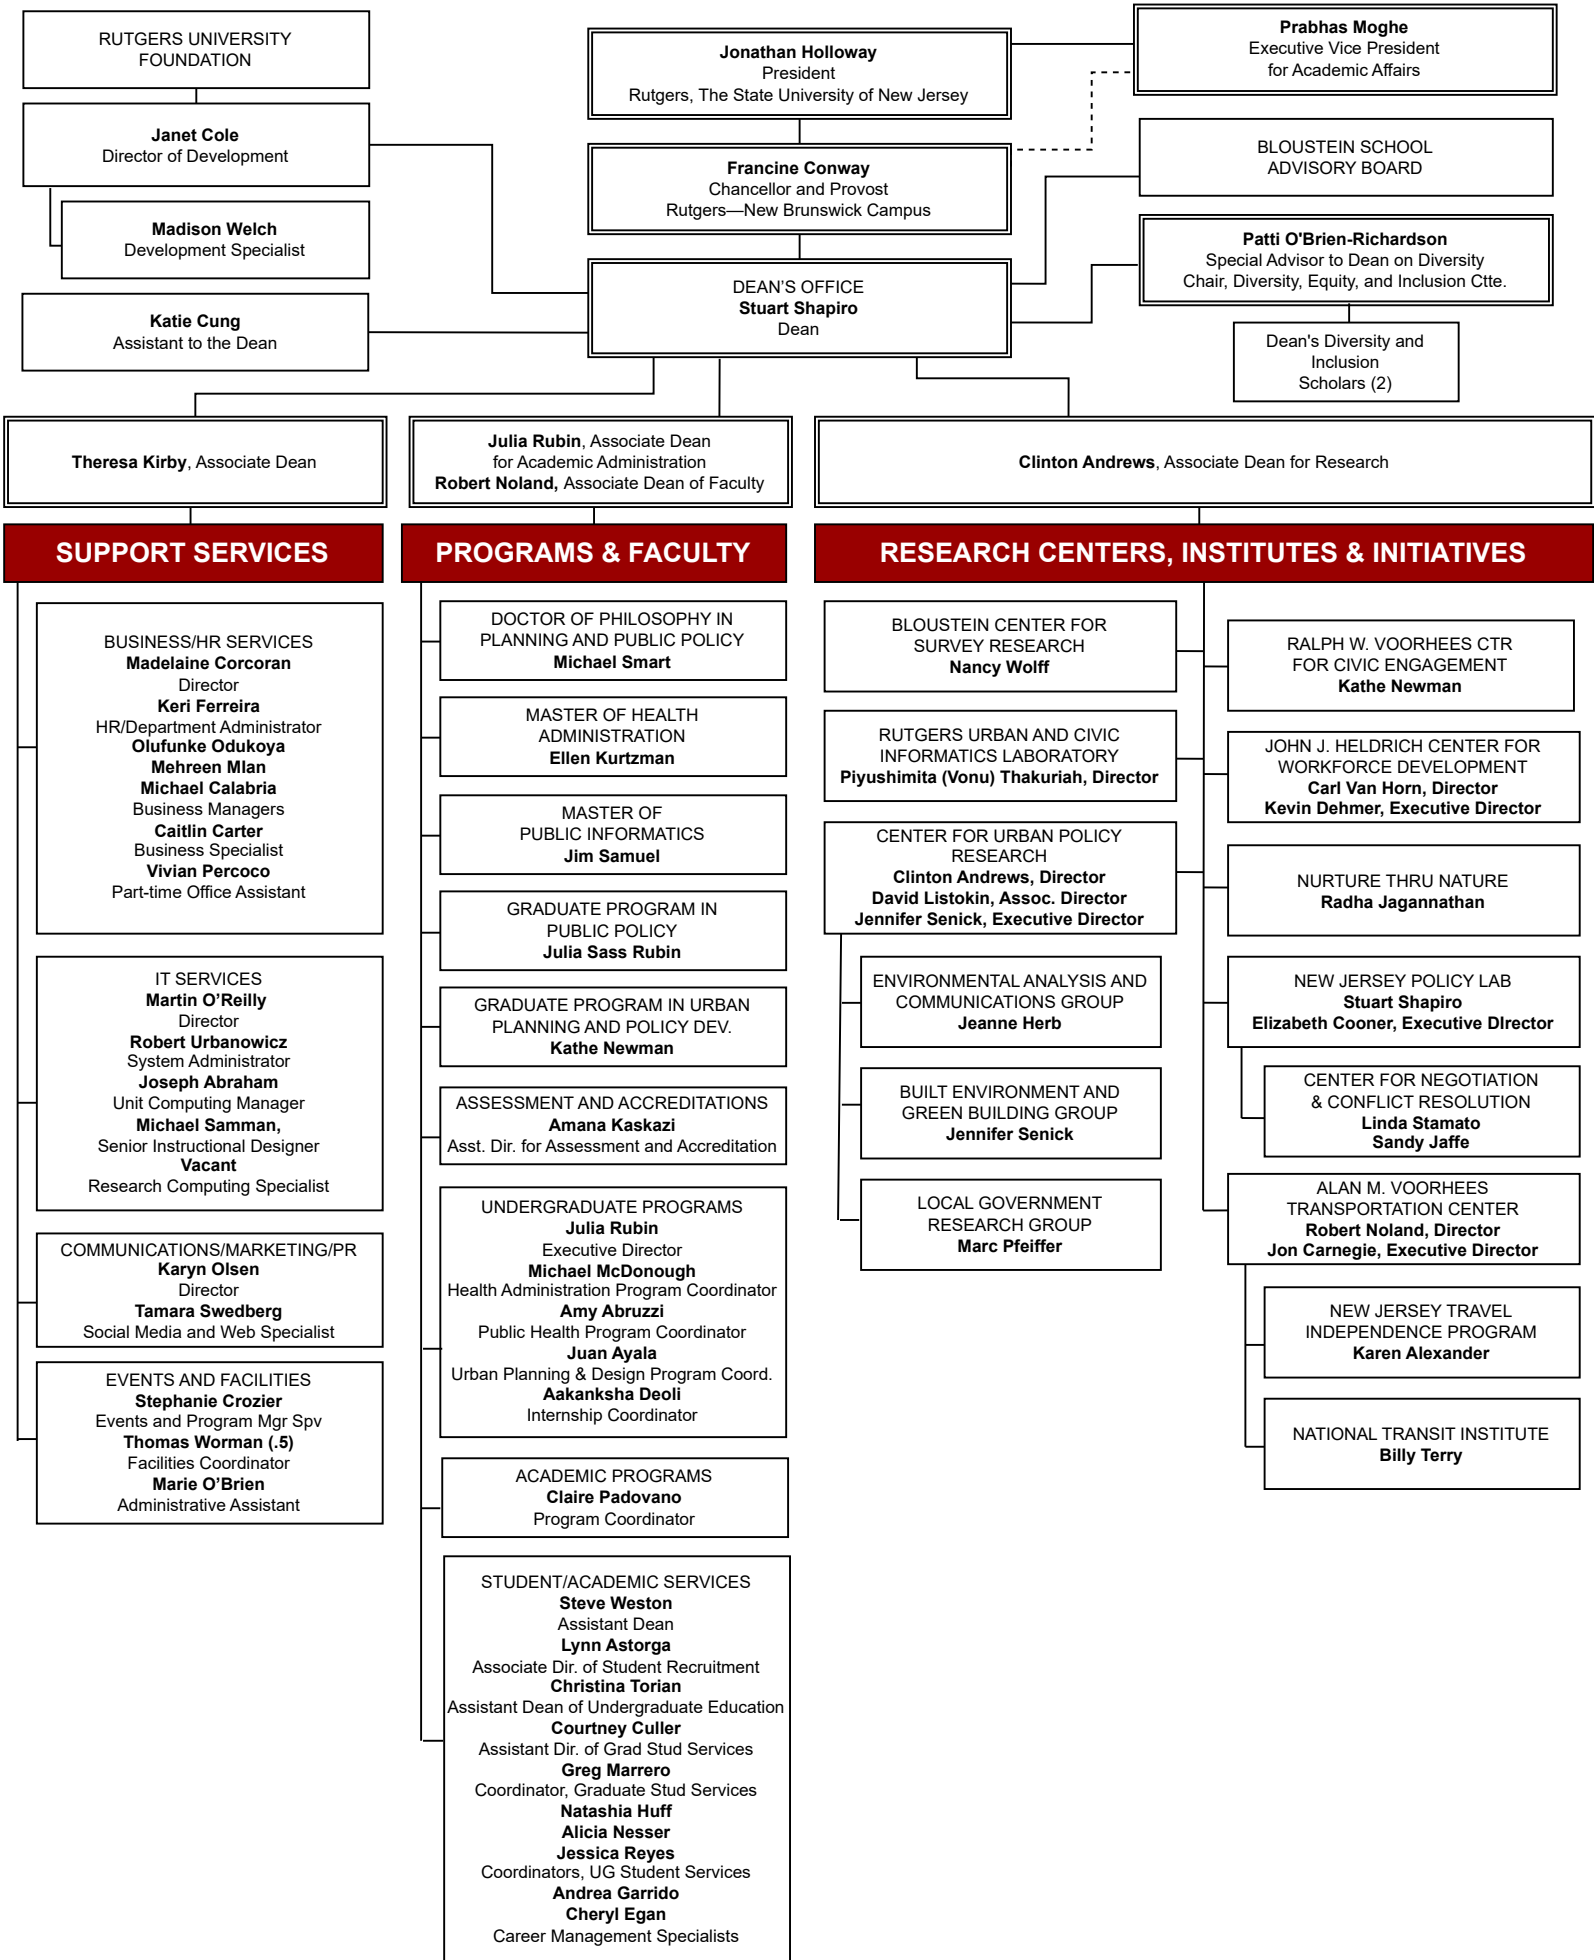 RUTGERS UNIVERSITY
FOUNDATION
Janet Cole
Director of Development
Madison Welch
Development Specialist
Katie Cung
Assistant to the Dean
Jonathan Holloway
President
Rutgers, The State University of New Jersey
Francine Conway
Chancellor and Provost
Rutgers—New Brunswick Campus
DEAN'S OFFICE
Stuart Shapiro
Dean
Prabhas Moghe
Executive Vice President
for Academic Affairs
BLOUSTEIN SCHOOL
ADVISORY BOARD
Patti O'Brien-Richardson
Special Advisor to Dean on Diversity
Chair, Diversity, Equity, and Inclusion Ctte.
Dean's Diversity and
Inclusion
Scholars (2)
Theresa Kirby, Associate Dean
Julia Rubin, Associate Dean
for Academic Administration
Robert Noland, Associate Dean of Faculty
Clinton Andrews, Associate Dean for Research
SUPPORT SERVICES
BUSINESS/HR SERVICES
Madelaine Corcoran
Director
Keri Ferreira
HR/Department Administrator
Olufunke Odukoya
Mehreen MIan
Michael Calabria
Business Managers
Caitlin Carter
Business Specialist
Vivian Percoco
Part-time Office Assistant
IT SERVICES
Martin O’Reilly
Director
Robert Urbanowicz
System Administrator
Joseph Abraham
Unit Computing Manager
Michael Samman,
Senior Instructional Designer
Vacant
Research Computing Specialist
COMMUNICATIONS/MARKETING/PR
Karyn Olsen
Director
Tamara Swedberg
Social Media and Web Specialist
EVENTS AND FACILITIES
Stephanie Crozier
Events and Program Mgr Spv
Thomas Worman (.5)
Facilities Coordinator
Marie O’Brien
Administrative Assistant
PROGRAMS & FACULTY
DOCTOR OF PHILOSOPHY IN
PLANNING AND PUBLIC POLICY
Michael Smart
MASTER OF HEALTH
ADMINISTRATION
Ellen Kurtzman
MASTER OF
PUBLIC INFORMATICS
Jim Samuel
GRADUATE PROGRAM IN
PUBLIC POLICY
Julia Sass Rubin
GRADUATE PROGRAM IN URBAN
PLANNING AND POLICY DEV.
Kathe Newman
ASSESSMENT AND ACCREDITATIONS
Amana Kaskazi
Asst. Dir. for Assessment and Accreditation
UNDERGRADUATE PROGRAMS
Julia Rubin
Executive Director
Michael McDonough
Health Administration Program Coordinator
Amy Abruzzi
Public Health Program Coordinator
Juan Ayala
Urban Planning & Design Program Coord.
Aakanksha Deoli
Internship Coordinator
ACADEMIC PROGRAMS
Claire Padovano
Program Coordinator
STUDENT/ACADEMIC SERVICES
Steve Weston
Assistant Dean
Lynn Astorga
Associate Dir. of Student Recruitment
Christina Torian
Assistant Dean of Undergraduate Education
Courtney Culler
Assistant Dir. of Grad Stud Services
Greg Marrero
Coordinator, Graduate Stud Services
Natashia Huff
Alicia Nesser
Jessica Reyes
Coordinators, UG Student Services
Andrea Garrido
Cheryl Egan
Career Management Specialists
RESEARCH CENTERS, INSTITUTES & INITIATIVES
BLOUSTEIN CENTER FOR
SURVEY RESEARCH
Nancy Wolff
RUTGERS URBAN AND CIVIC
INFORMATICS LABORATORY
Piyushimita (Vonu) Thakuriah, Director
CENTER FOR URBAN POLICY
RESEARCH
Clinton Andrews, Director
David Listokin, Assoc. Director
Jennifer Senick, Executive Director
ENVIRONMENTAL ANALYSIS AND
COMMUNICATIONS GROUP
Jeanne Herb
BUILT ENVIRONMENT AND
GREEN BUILDING GROUP
Jennifer Senick
LOCAL GOVERNMENT
RESEARCH GROUP
Marc Pfeiffer
RALPH W. VOORHEES CTR
FOR CIVIC ENGAGEMENT
Kathe Newman
JOHN J. HELDRICH CENTER FOR
WORKFORCE DEVELOPMENT
Carl Van Horn, Director
Kevin Dehmer, Executive Director
NURTURE THRU NATURE
Radha Jagannathan
NEW JERSEY POLICY LAB
Stuart Shapiro
Elizabeth Cooner, Executive DIrector
CENTER FOR NEGOTIATION
& CONFLICT RESOLUTION
Linda Stamato
Sandy Jaffe
ALAN M. VOORHEES
TRANSPORTATION CENTER
Robert Noland, Director
Jon Carnegie, Executive Director
NEW JERSEY TRAVEL
INDEPENDENCE PROGRAM
Karen Alexander
NATIONAL TRANSIT INSTITUTE
Billy Terry